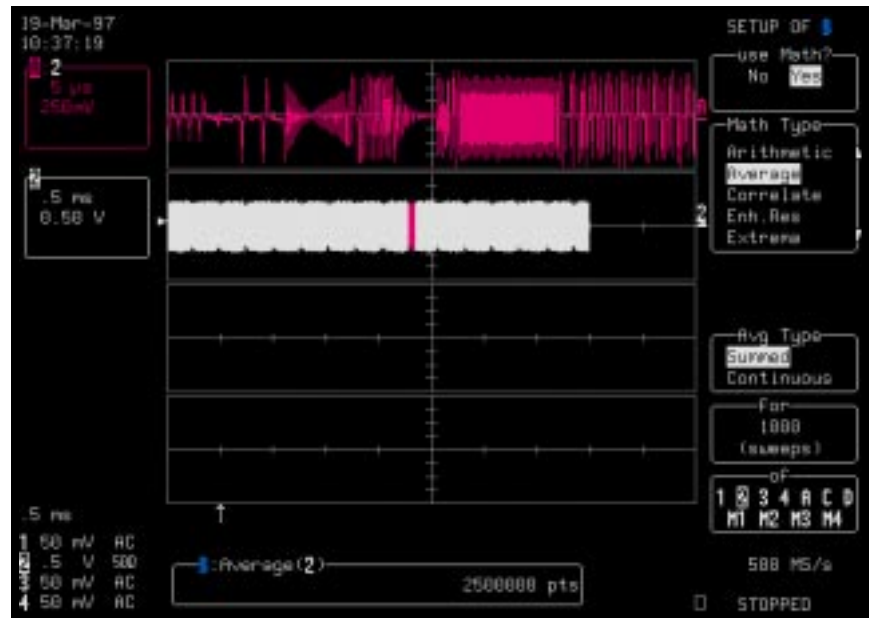 19-Mar-97
10:37:19
2
5 µs
250mV
2
.5 ms
0.50 V
2
SETUP OF B
use Math?
No Yes
Math Type
Arithmetic
Average
Correlate
Enh.Res
Extrema
Avg Type
Summed
Continuous
For
1000
(sweeps)
of
1 2 3 4 A C D
M1 M2 M3 M4
.5 ms
1 50 mV AC
2 .5 V 50Ω
3 50 mV AC
4 50 mV AC
:Average(2)
2500000 pts
500 MS/s
STOPPED